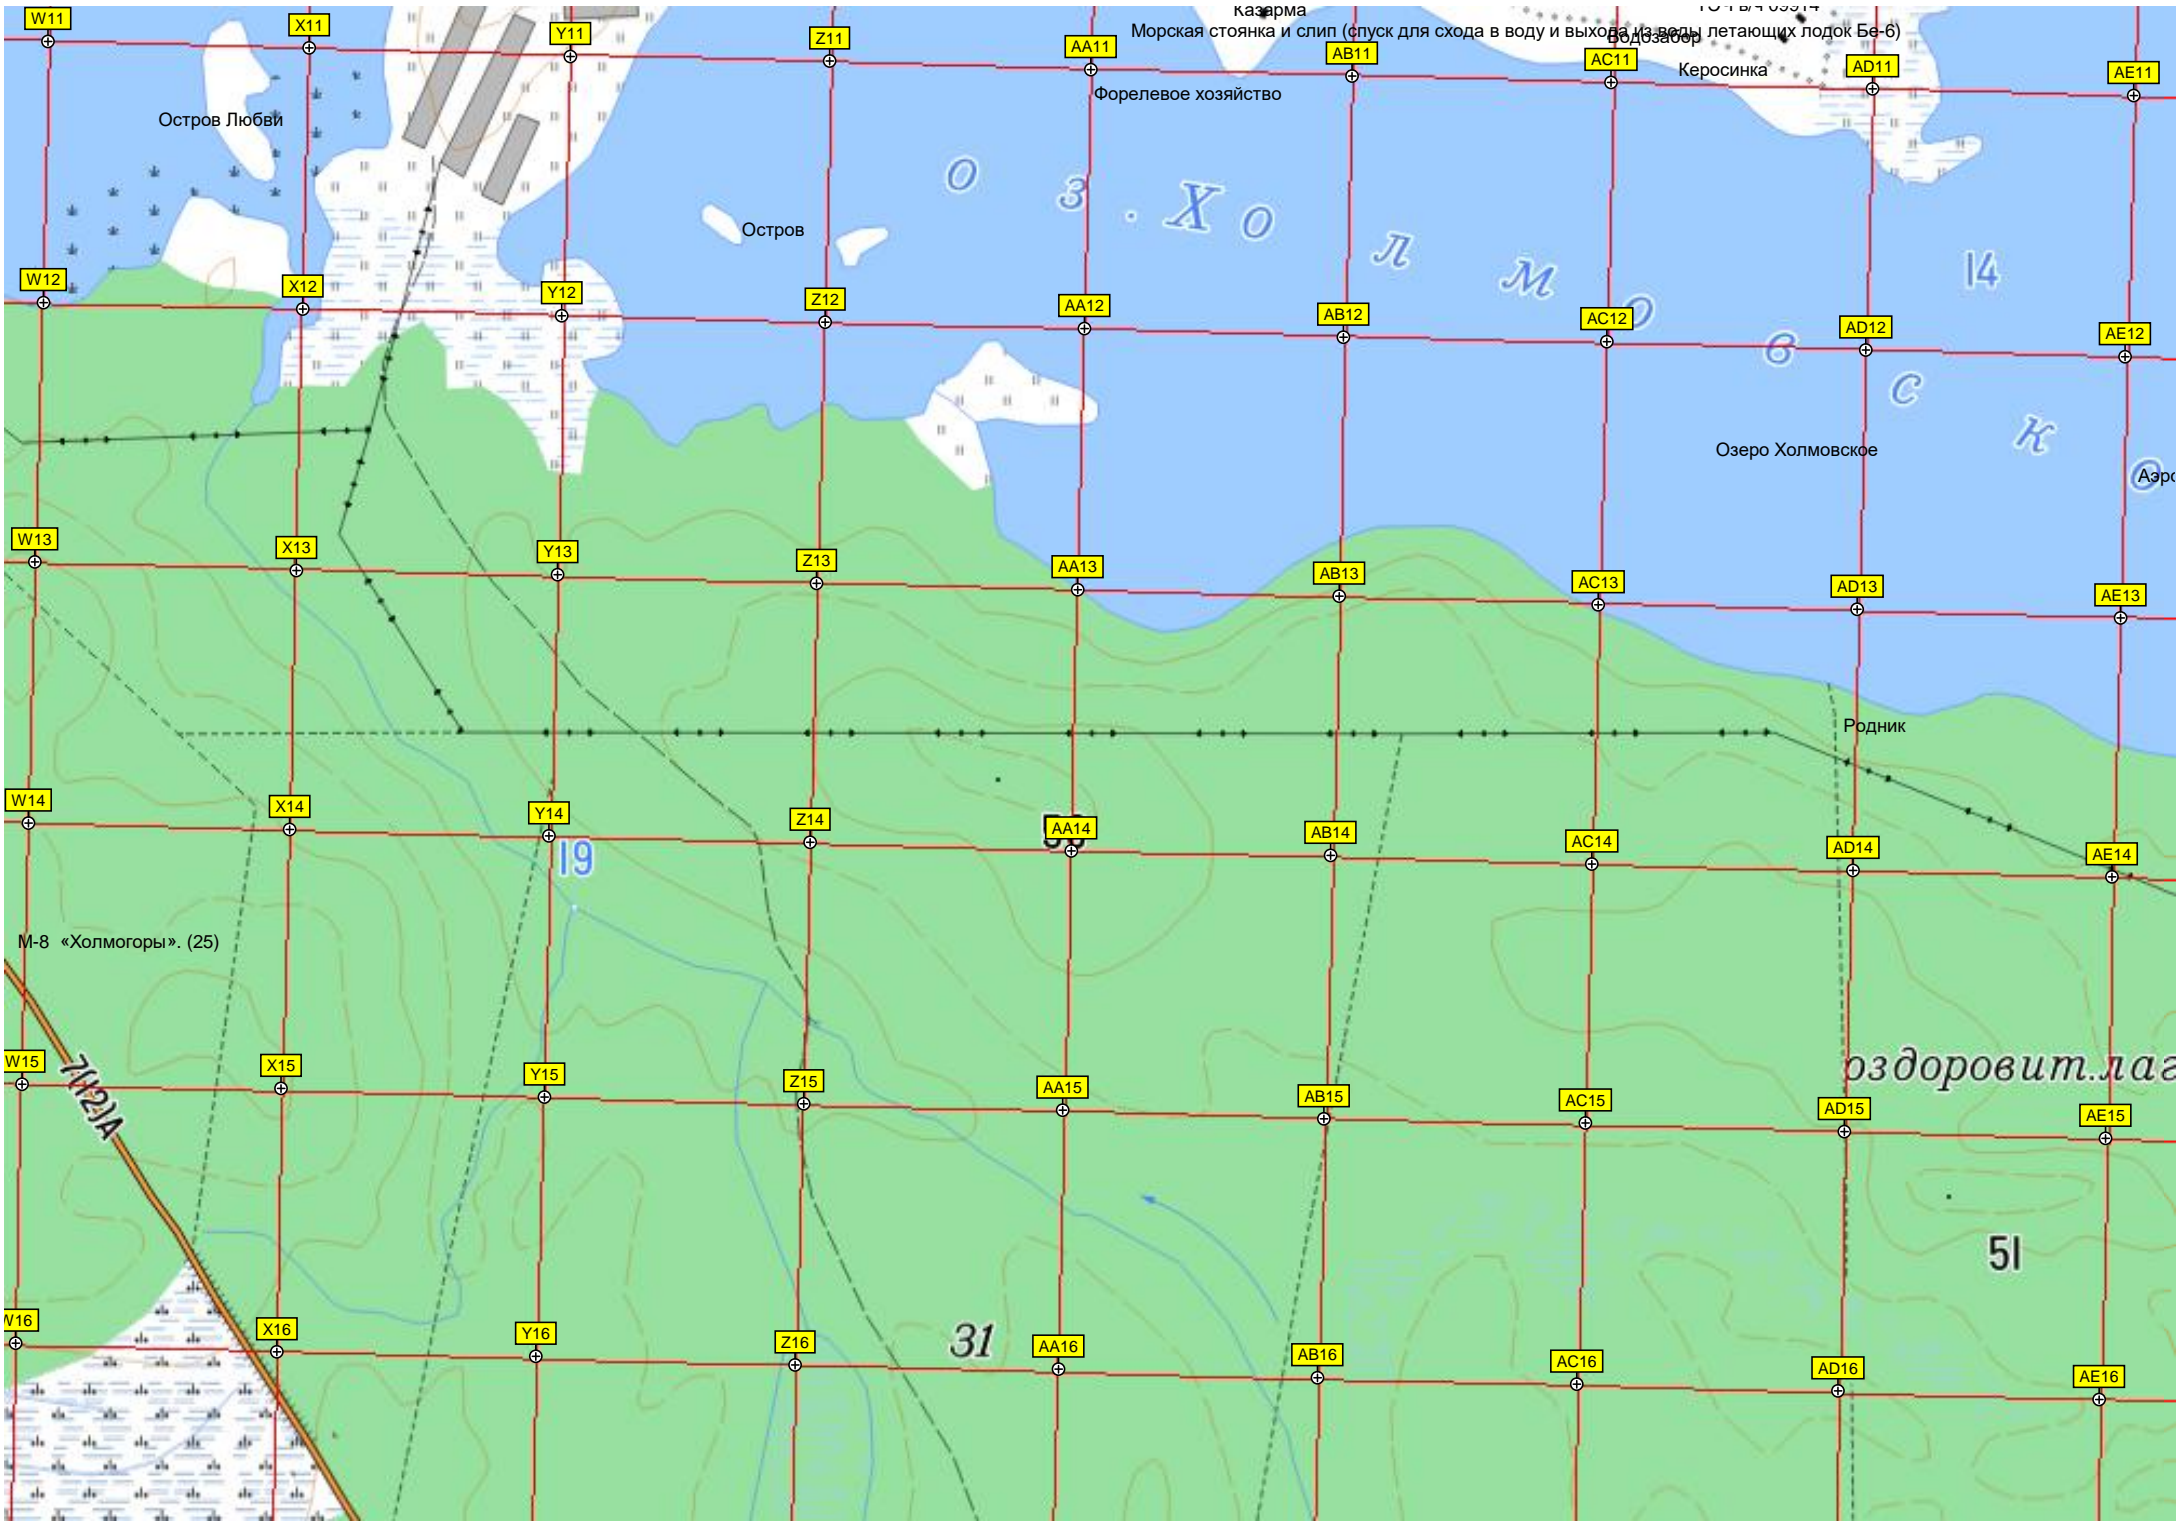 Казарма
Морская стоянка и слип (спуск для схода в воду и выхода из воды летающих лодок Бе-6)
Водозабор
W11
X11
Y11
Z11
AA11
AB11
AC11
AD11
AE11
Керосинка
Форелевое хозяйство
Остров Любви
Остров
оз. Холмовско
14
W12
X12
Y12
Z12
AA12
AB12
AC12
AD12
AE12
Озеро Холмовское
Аэро
W13
X13
Y13
Z13
AA13
AB13
AC13
AD13
AE13
Родник
W14
X14
Y14
Z14
AA14
AB14
AC14
AD14
AE14
19
М-8 «Холмогоры». (25)
W15
X15
Y15
Z15
AA15
AB15
AC15
AD15
AE15
7(12)А
оздоровит.лаг
51
31
W16
X16
Y16
Z16
AA16
AB16
AC16
AD16
AE16